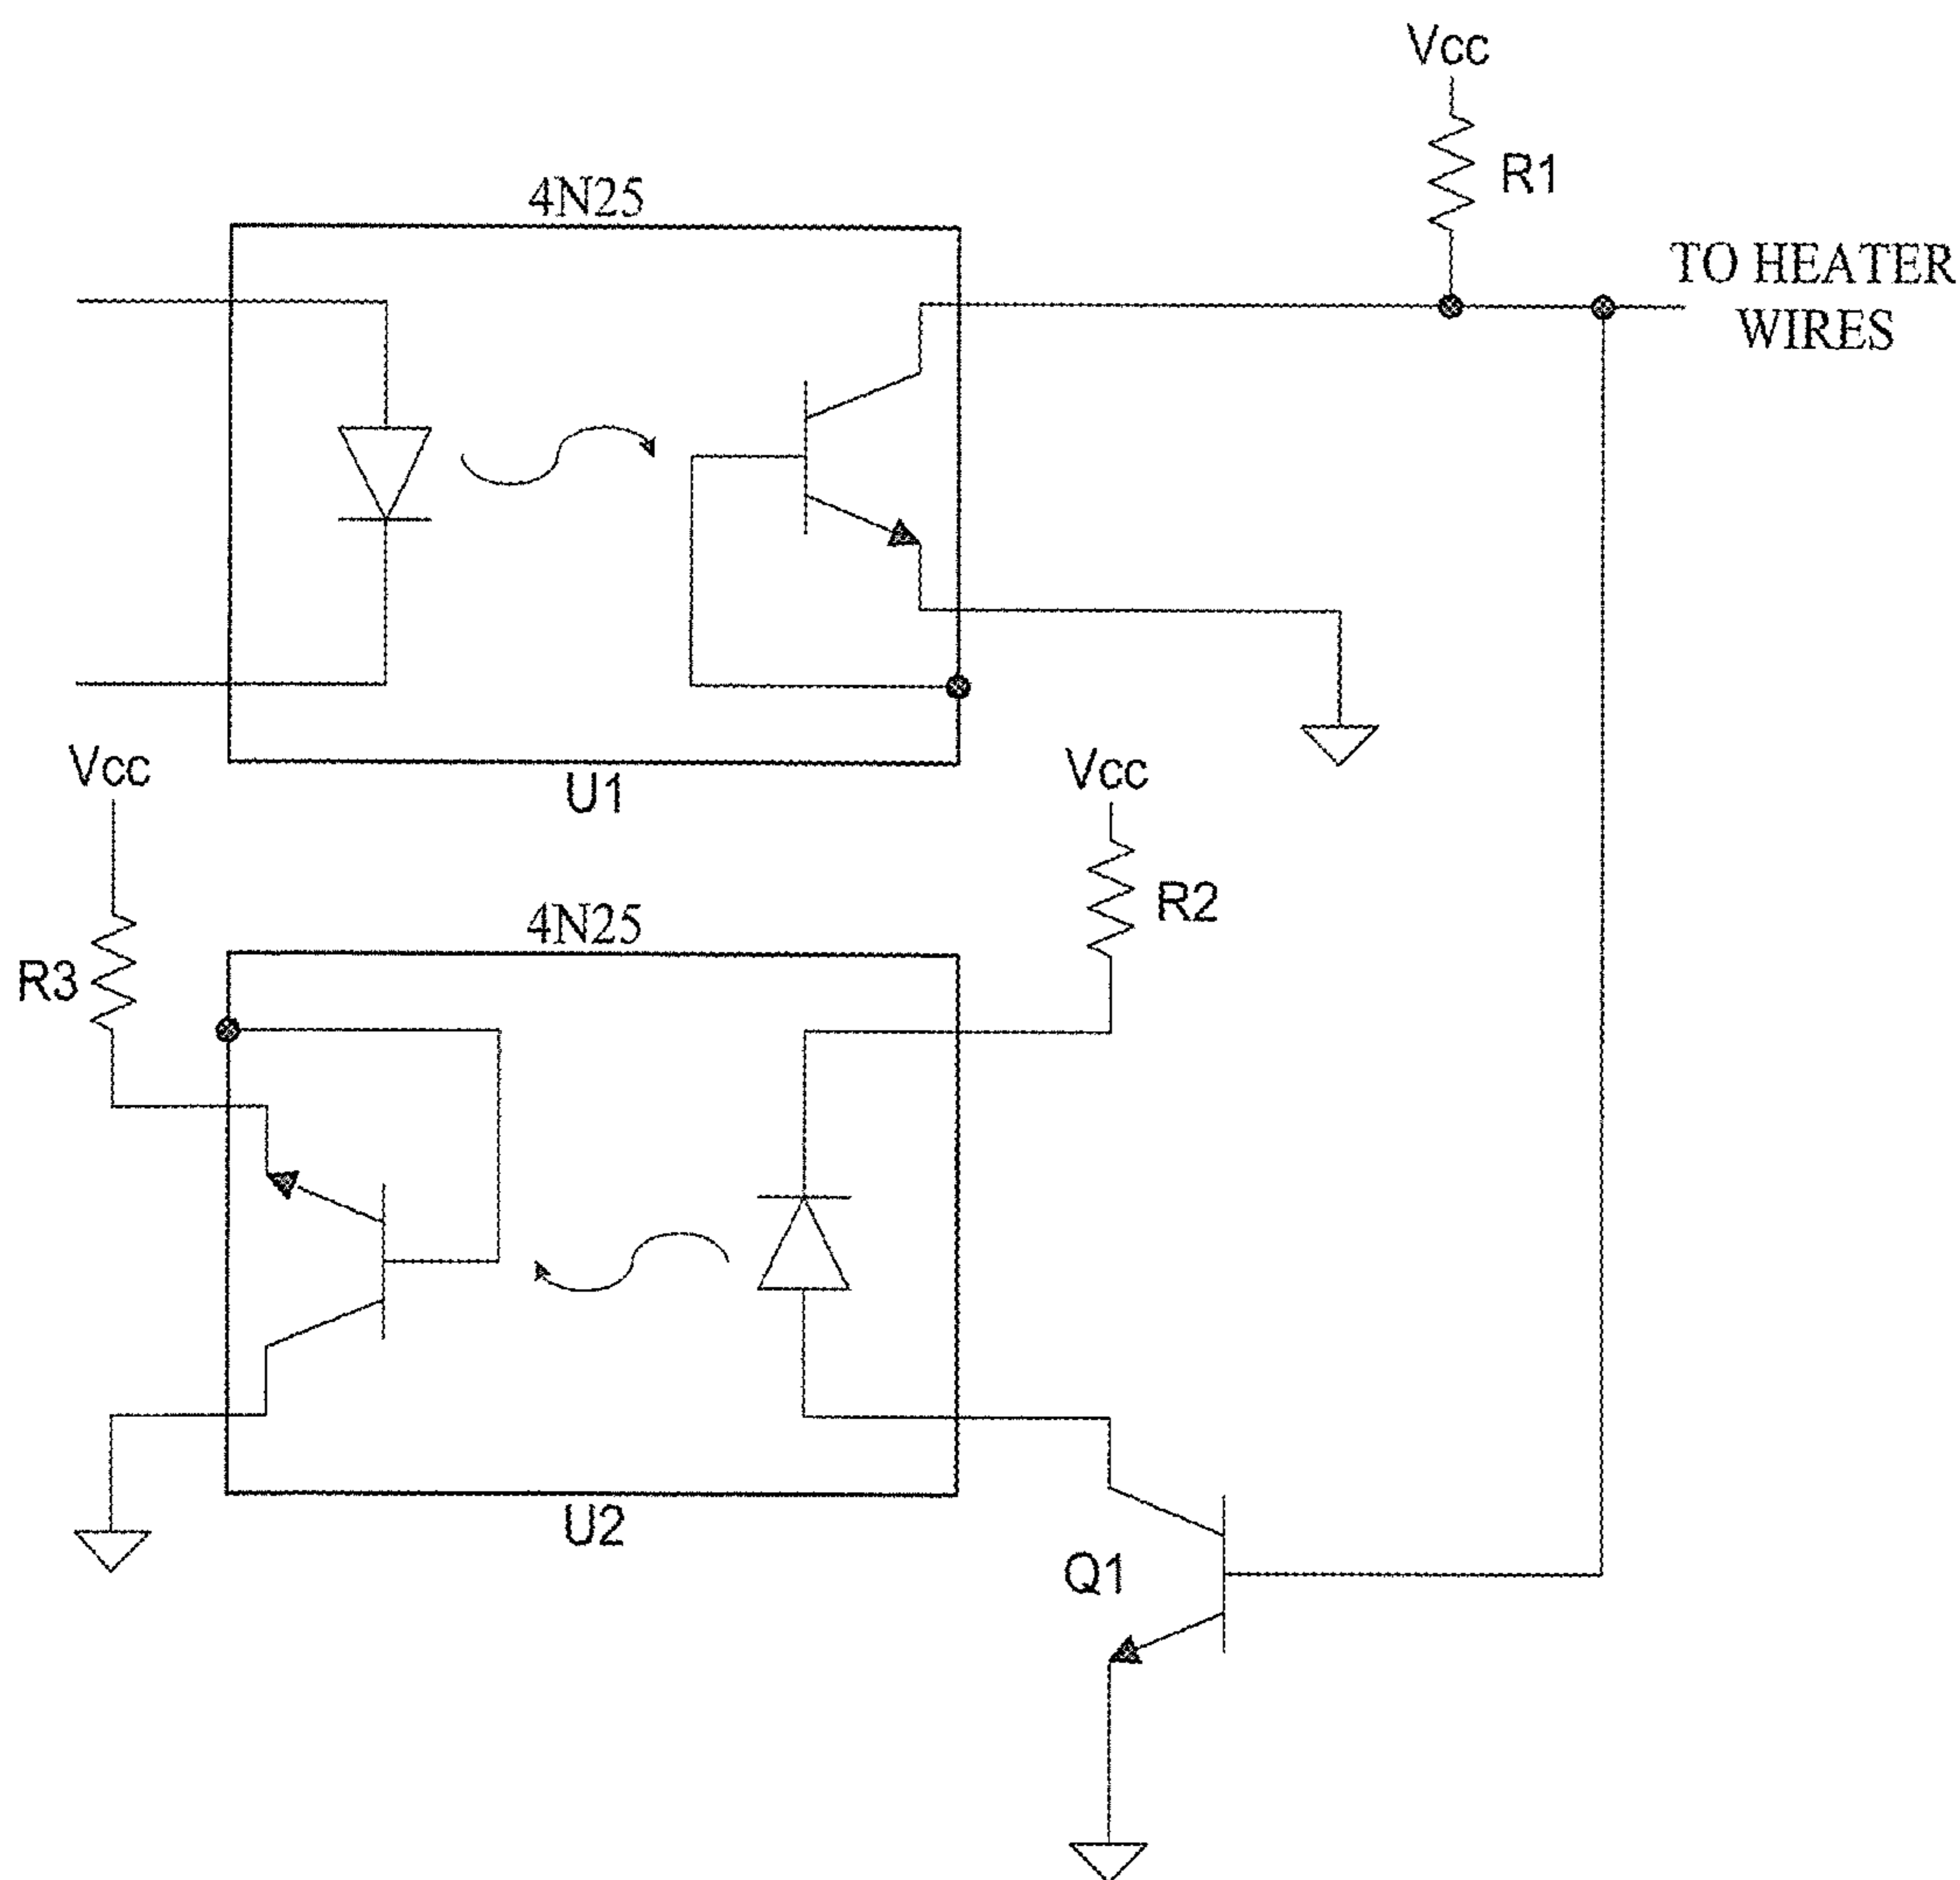 Vcc
R1
4N25
TO HEATER
WIRES
U1
Vcc
Vcc
R2
4N25
R3
U2
Q1